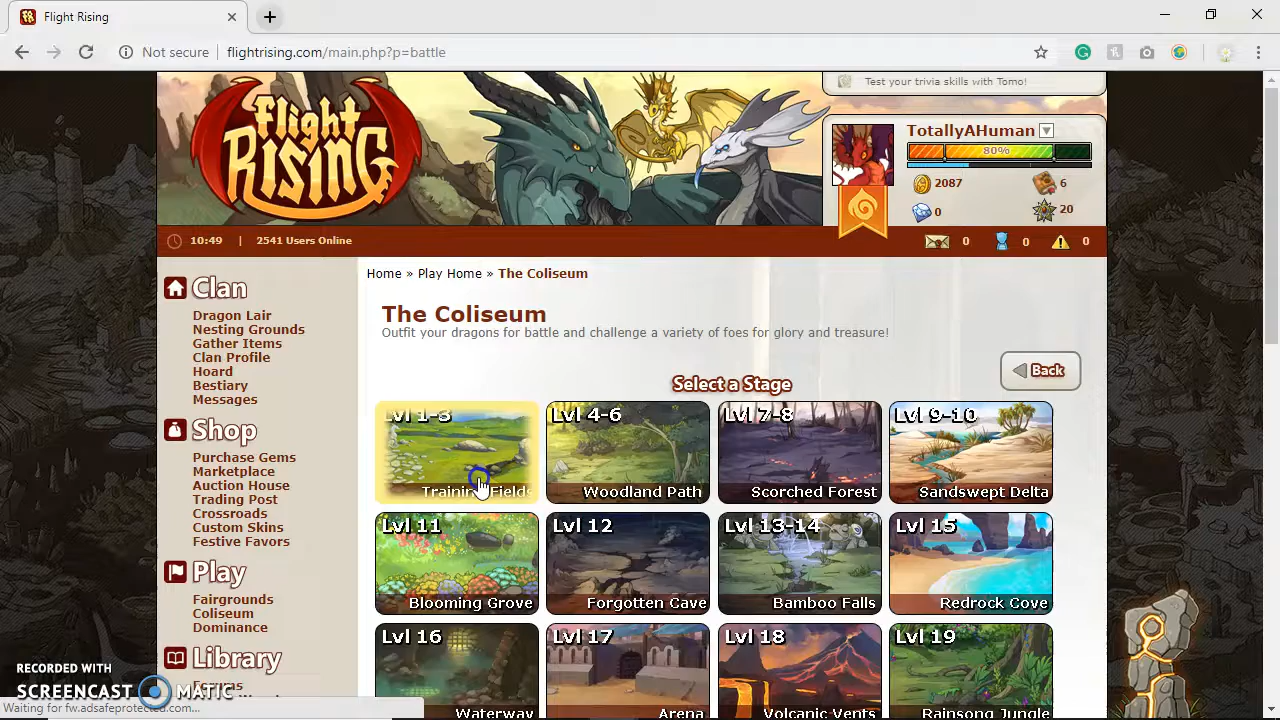 Flight Rising
Not secure
flightrising.com/main.php?p=battle
Flight
RISING
Test your trivia skills with Tomo!
TotallyAHuman
80%
2087
6
0
20
10:49 | 2541 Users Online
0
0
0
Clan
Dragon Lair
Nesting Grounds
Gather Items
Clan Profile
Hoard
Bestiary
Messages
Shop
Purchase Gems
Marketplace
Auction House
Trading Post
Crossroads
Custom Skins
Festive Favors
Play
Fairgrounds
Coliseum
Dominance
Library
Forums
Home » Play Home » The Coliseum
The Coliseum
Outfit your dragons for battle and challenge a variety of foes for glory and treasure!
Back
Select a Stage
Lvl 1-3
Training Fields
Lvl 4-6
Woodland Path
Lvl 7-8
Scorched Forest
Lvl 9-10
Sandswept Delta
Lvl 11
Blooming Grove
Lvl 12
Forgotten Cave
Lvl 13-14
Bamboo Falls
Lvl 15
Redrock Cove
Lvl 16
Waterway
Lvl 17
Arena
Lvl 18
Volcanic Vents
Lvl 19
Rainsong Jungle
RECORDED WITH
SCREENCAST MATIC
Waiting for fw.adsafeprotected.com...